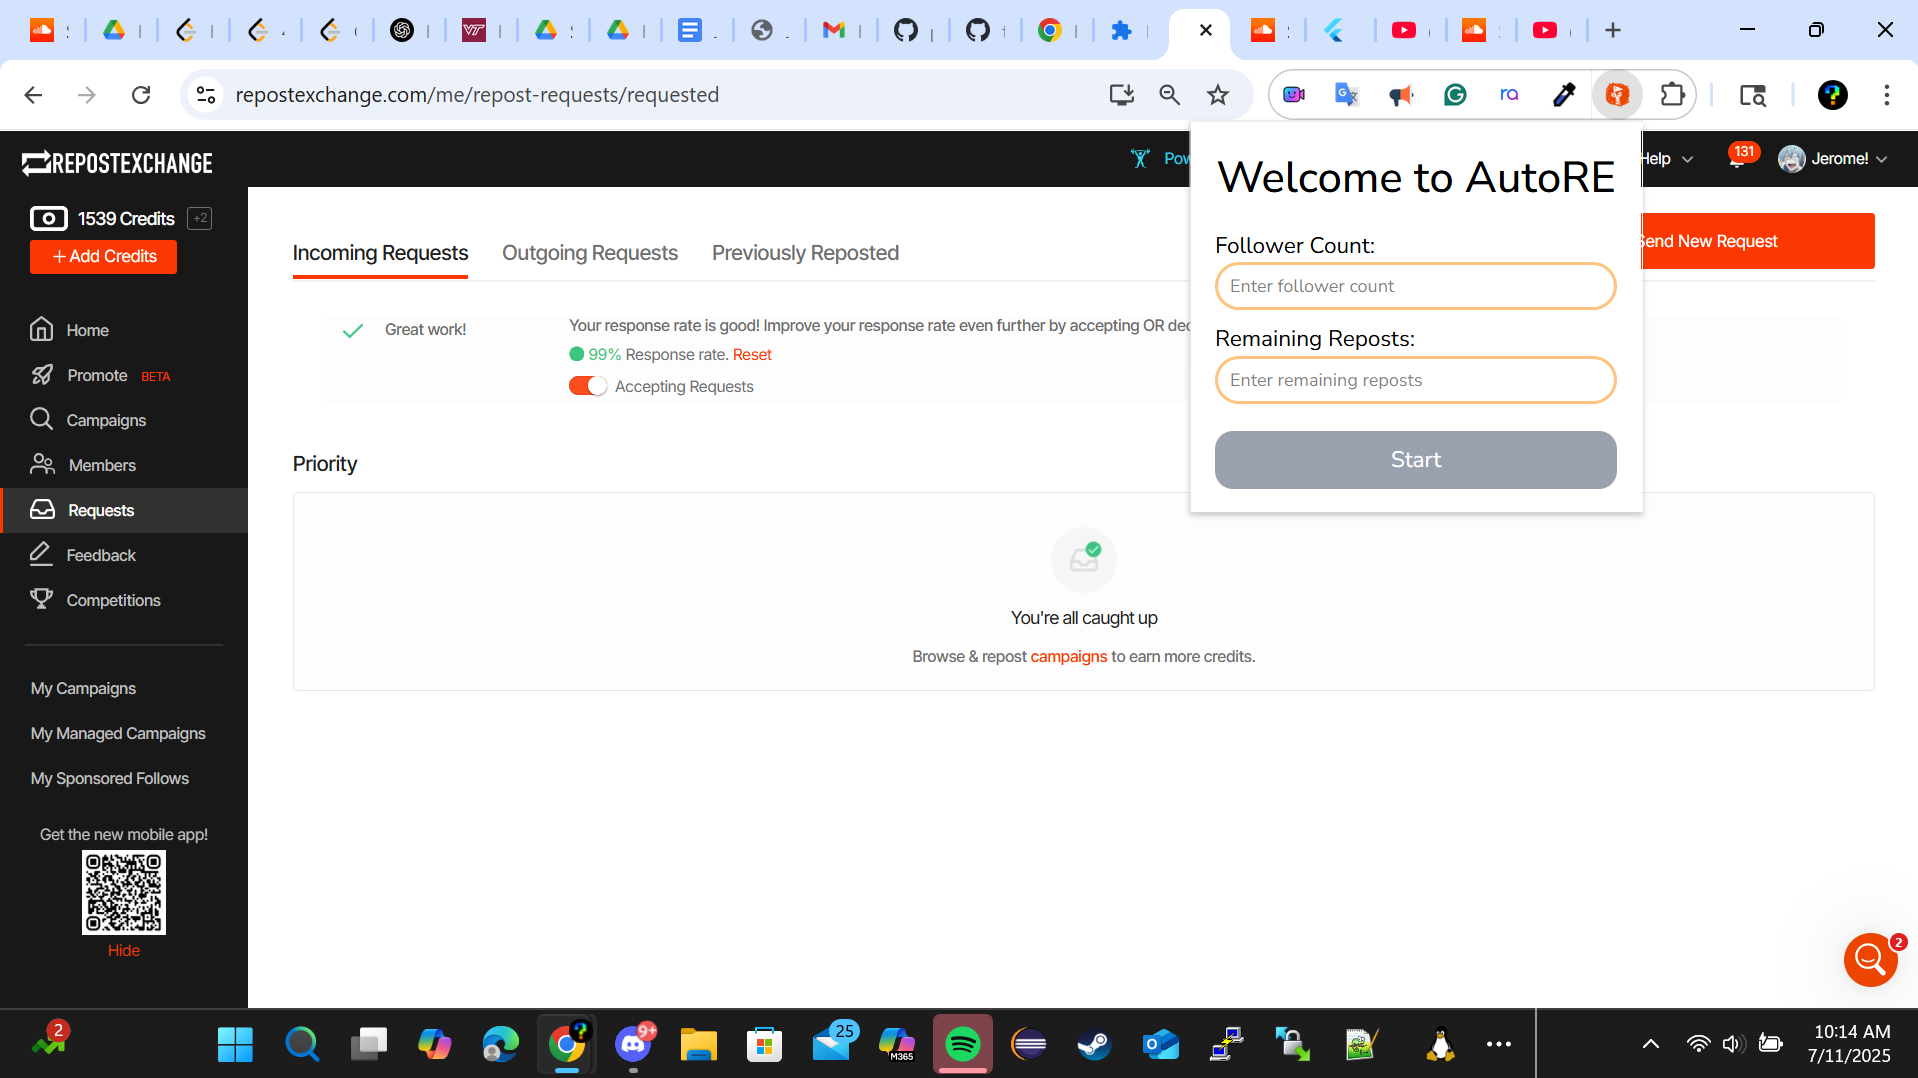 repostexchange.com/me/repost-requests/requested
REPOSTEXCHANGE
Help
131
Jerome!
1539 Credits
+2
+ Add Credits
Home
Promote BETA
Campaigns
Members
Requests
Feedback
Competitions
My Campaigns
My Managed Campaigns
My Sponsored Follows
Get the new mobile app!
Hide
Incoming Requests
Outgoing Requests
Previously Reposted
Send New Request
Great work!
Your response rate is good! Improve your response rate even further by accepting OR
99% Response rate. Reset
Accepting Requests
Priority
You're all caught up
Browse & repost campaigns to earn more credits.
Welcome to AutoRE
Follower Count:
Enter follower count
Remaining Reposts:
Enter remaining reposts
Start
2
2
9+
25
M365
10:14 AM
7/11/2025